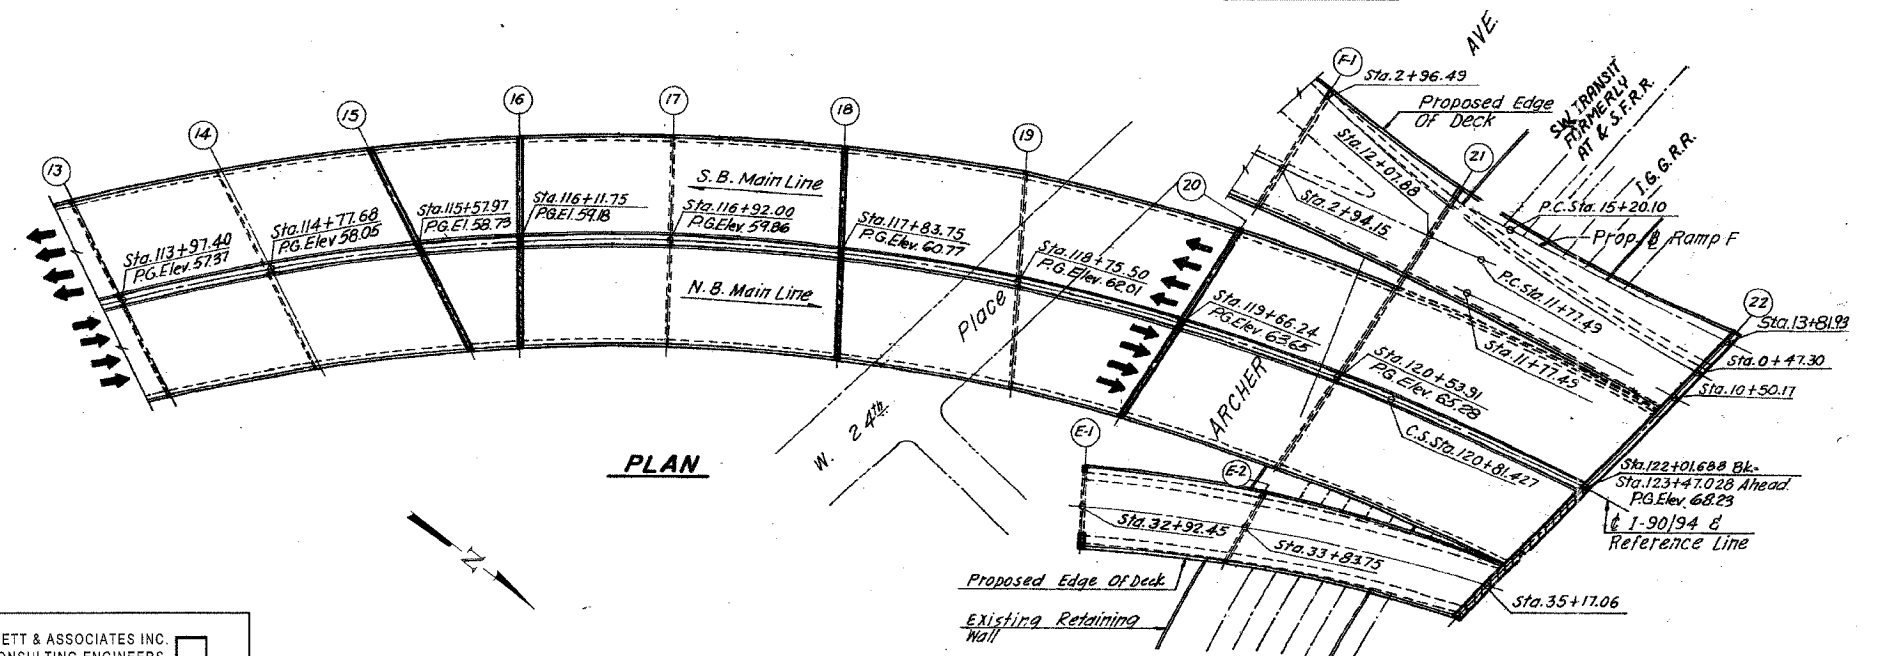 AVE.
F-1
Sta.2+96.49
Proposed Edge
Of Deck
SW TRANSIT
FORMERLY
AT & S.F.R.R.
I.G.G.R.R.
13
14
15
16
17
18
19
20
21
22
Sta.12+07.88
Sta.2+94.15
P.C.Sta.15+20.10
Prop. ȼ Ramp F
P.C.Sta.11+77.49
Sta.11+77.49
S.B. Main Line
N.B. Main Line
Sta.113+97.40
P.G.Elev.57.37
Sta.114+77.68
P.G.Elev 58.05
Sta.115+57.97
P.G.El.58.73
Sta.116+11.75
P.G.El.59.18
Sta.116+92.00
P.G.Elev.59.86
Sta.117+83.75
P.G.Elev.60.77
Sta.118+75.50
P.G.Elev.62.01
Sta.119+66.24
P.G.Elev 63.65
Sta.120+53.91
P.G.Elev. 65.28
C.S.Sta.120+81.427
Sta.13+81.93
Sta.0+47.30
Sta.10+50.17
W. 24th Place
ARCHER
PLAN
E-1
E-2
Sta.122+01.688 Bk=
Sta.123+47.028 Ahead
P.G.Elev. 68.23
ȼ I-90/94 &
Reference Line
Sta.32+92.45
Sta.33+83.75
Sta.35+17.06
Proposed Edge Of Deck
Existing Retaining
Wall
N
ETT & ASSOCIATES INC.
ONSULTING ENGINEERS